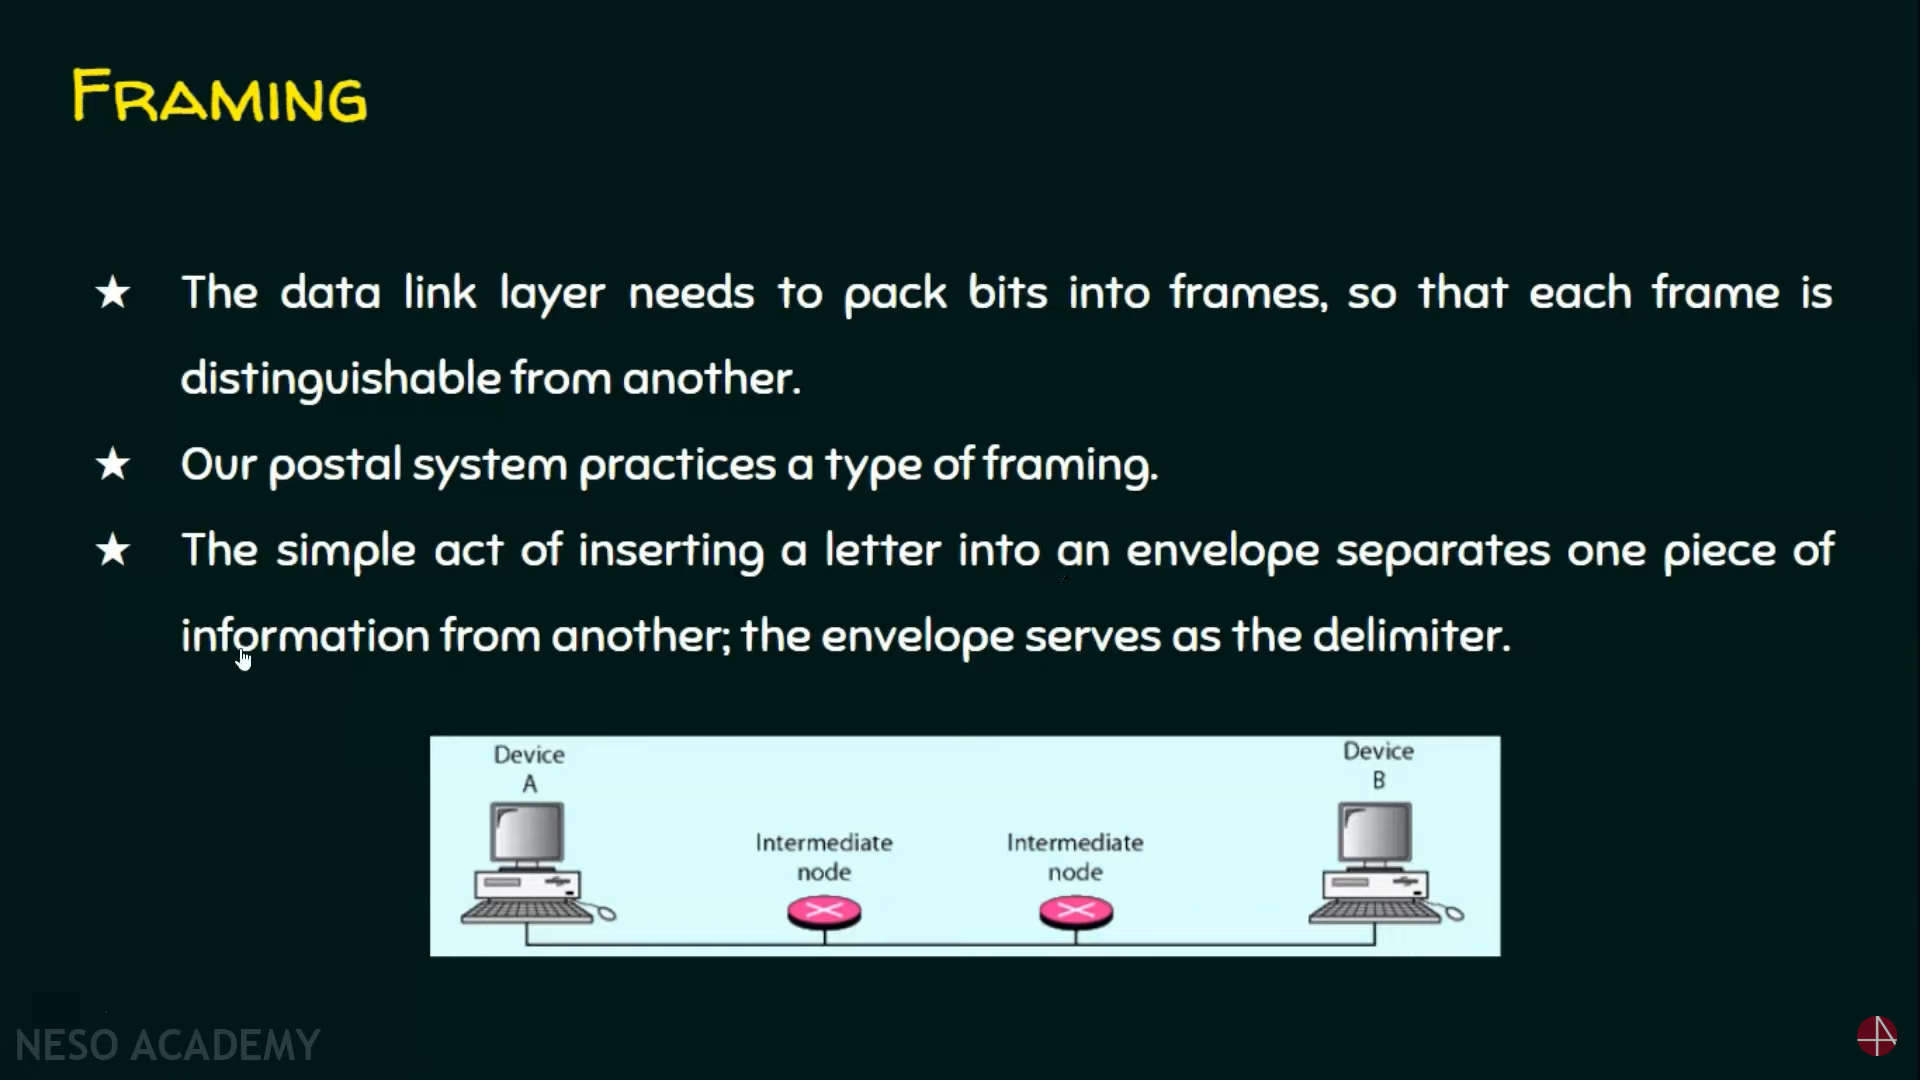 FRAMING
★ The data link layer needs to pack bits into frames, so that each frame is
distinguishable from another.
★ Our postal system practices a type of framing.
★ The simple act of inserting a letter into an envelope separates one piece of
information from another; the envelope serves as the delimiter.
Device
A
Device
B
Intermediate
node
Intermediate
node
NESO ACADEMY